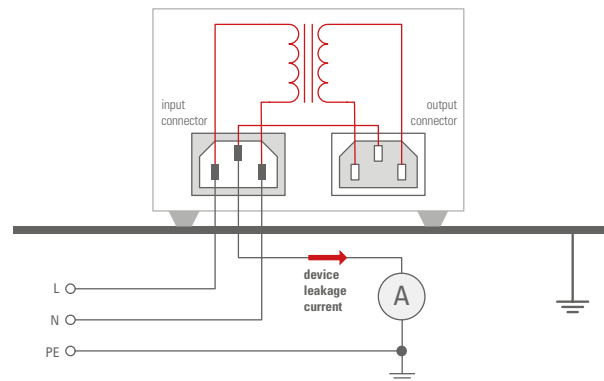 input
connector
output
connector
device
leakage
current
A
L
N
PE